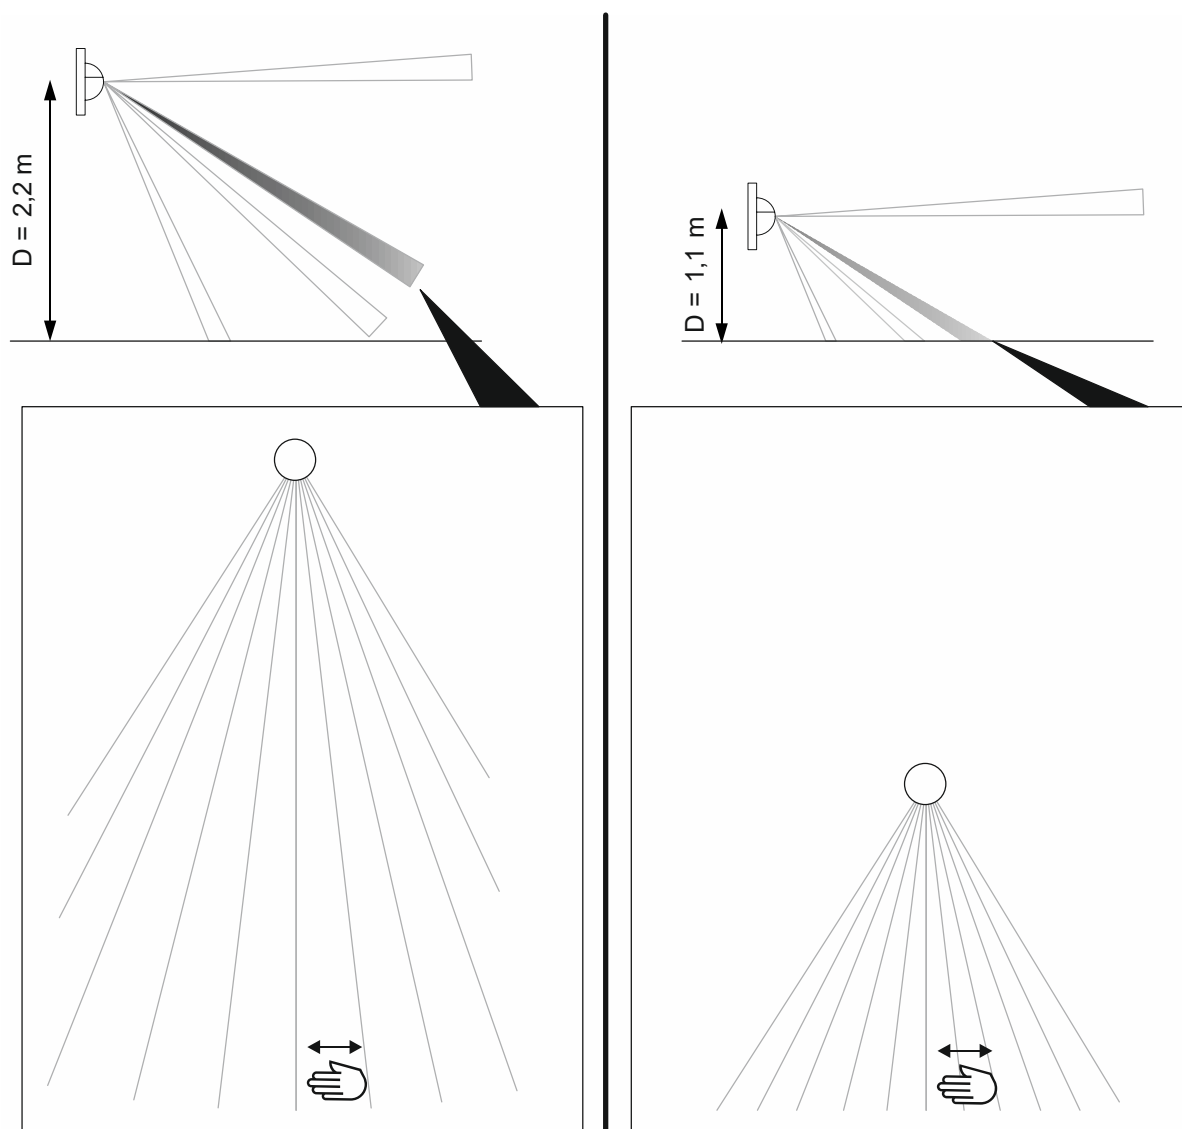 D = 2,2 m
D = 1,1 m